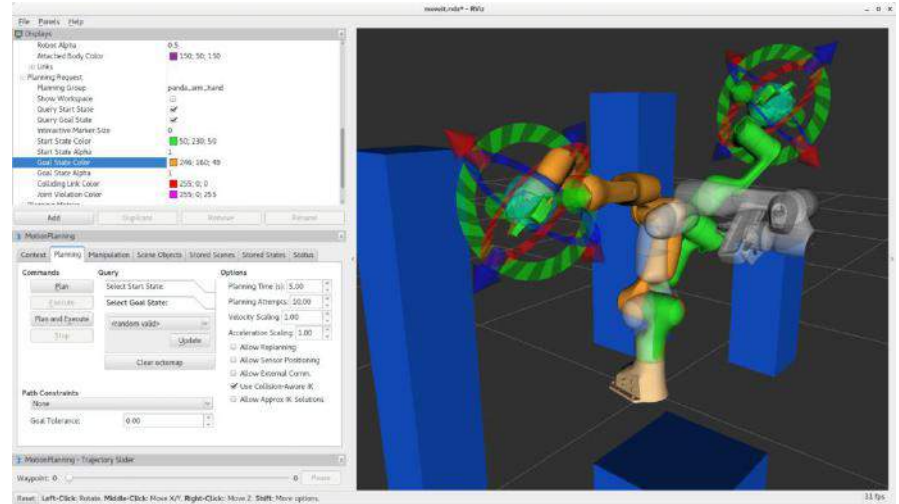 moveit.rviz* - RViz
File Panels Help
Displays
Robot Alpha 0.5
Attached Body Color 150; 50; 150
Links
Planning Request
Planning Group panda_arm_hand
Show Workspace
Query Start State
Query Goal State
Interactive Marker Size 0
Start State Color 50; 230; 50
Start State Alpha 1
Goal State Color 240; 160; 40
Goal State Alpha 1
Colliding Link Color 255; 0; 0
Joint Violation Color 255; 0; 255
Planning Metrics
Add Duplicate Remove Rename
MotionPlanning
Context Planning Manipulation Scene Objects Stored Scenes Stored States Status
Commands Query Options
Plan Select Start State: Planning Time (s): 5.00
Execute Select Goal State: Planning Attempts: 10.00
Plan and Execute <random valid> Velocity Scaling: 1.00
Stop Update Acceleration Scaling: 1.00
Clear octomap Allow Replanning
Allow Sensor Positioning
Allow External Comm.
Path Constraints Use Collision-Aware IK
None Allow Approx IK Solutions
Goal Tolerance: 0.00
MotionPlanning - Trajectory Slider
Waypoint: 0 0 Pause
Reset Left-Click: Rotate. Middle-Click: Move X/Y. Right-Click: Move Z. Shift: More options. 31 fps